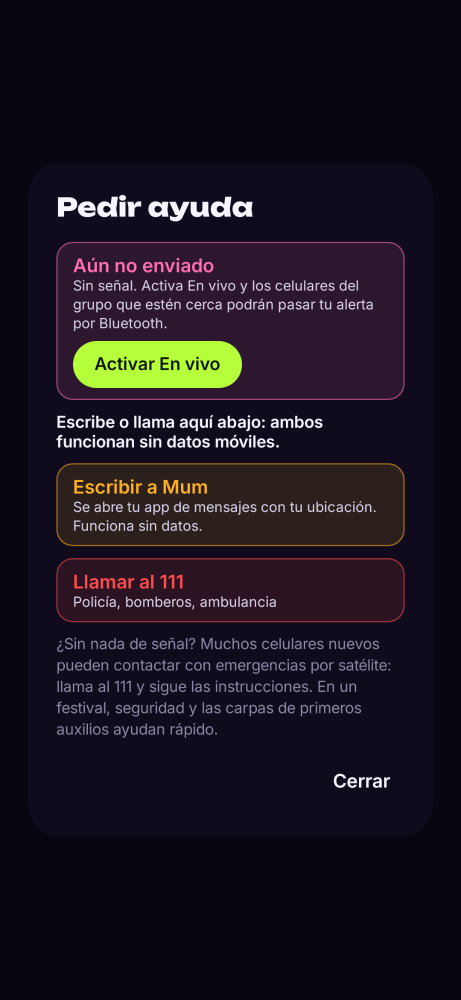 Pedir ayuda
Aún no enviado
Sin señal. Activa En vivo y los celulares del
grupo que estén cerca podrán pasar tu alerta
por Bluetooth.
Activar En vivo
Escribe o llama aquí abajo: ambos
funcionan sin datos móviles.
Escribir a Mum
Se abre tu app de mensajes con tu ubicación.
Funciona sin datos.
Llamar al 111
Policía, bomberos, ambulancia
¿Sin nada de señal? Muchos celulares nuevos
pueden contactar con emergencias por satélite:
llama al 111 y sigue las instrucciones. En un
festival, seguridad y las carpas de primeros
auxilios ayudan rápido.
Cerrar